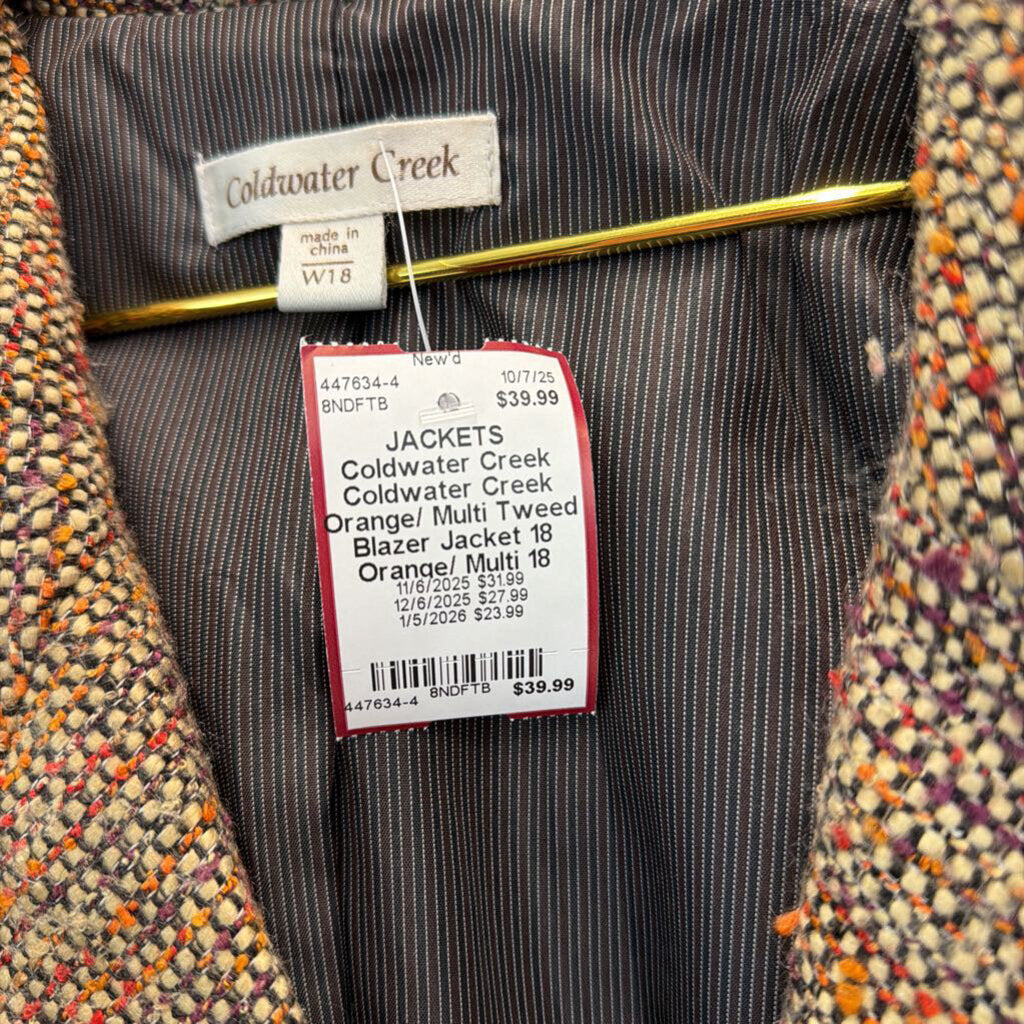 Coldwater Creek
made in
china
W18
New'd
447634-4 10/7/25
8NDFTB $39.99
JACKETS
Coldwater Creek
Coldwater Creek
Orange/ Multi Tweed
Blazer Jacket 18
Orange/ Multi 18
11/6/2025 $31.99
12/6/2025 $27.99
1/5/2026 $23.99
447634-4 8NDFTB $39.99